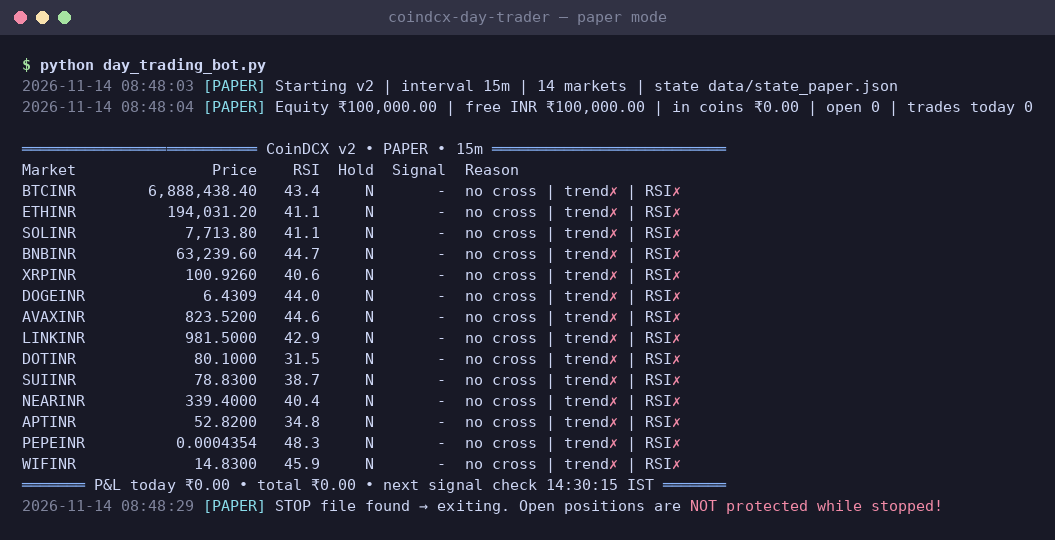 coindcx-day-trader — paper mode
$ python day_trading_bot.py
2026-11-14 08:48:03 [PAPER] Starting v2 | interval 15m | 14 markets | state data/state_paper.json
2026-11-14 08:48:04 [PAPER] Equity ₹100,000.00 | free INR ₹100,000.00 | in coins ₹0.00 | open 0 | trades today 0
══════════════════════════ CoinDCX v2 • PAPER • 15m ══════════════════════════
Market Price RSI Hold Signal Reason
BTCINR 6,888,438.40 43.4 N - no cross | trend✗ | RSI✗
ETHINR 194,031.20 41.1 N - no cross | trend✗ | RSI✗
SOLINR 7,713.80 41.1 N - no cross | trend✗ | RSI✗
BNBINR 63,239.60 44.7 N - no cross | trend✗ | RSI✗
XRPINR 100.9260 40.6 N - no cross | trend✗ | RSI✗
DOGEINR 6.4309 44.0 N - no cross | trend✗ | RSI✗
AVAXINR 823.5200 44.6 N - no cross | trend✗ | RSI✗
LINKINR 981.5000 42.9 N - no cross | trend✗ | RSI✗
DOTINR 80.1000 31.5 N - no cross | trend✗ | RSI✗
SUIINR 78.8300 38.7 N - no cross | trend✗ | RSI✗
NEARINR 339.4000 40.4 N - no cross | trend✗ | RSI✗
APTINR 52.8200 34.8 N - no cross | trend✗ | RSI✗
PEPEINR 0.0004354 48.3 N - no cross | trend✗ | RSI✗
WIFINR 14.8300 45.9 N - no cross | trend✗ | RSI✗
═══════ P&L today ₹0.00 • total ₹0.00 • next signal check 14:30:15 IST ═══════
2026-11-14 08:48:29 [PAPER] STOP file found → exiting. Open positions are NOT protected while stopped!